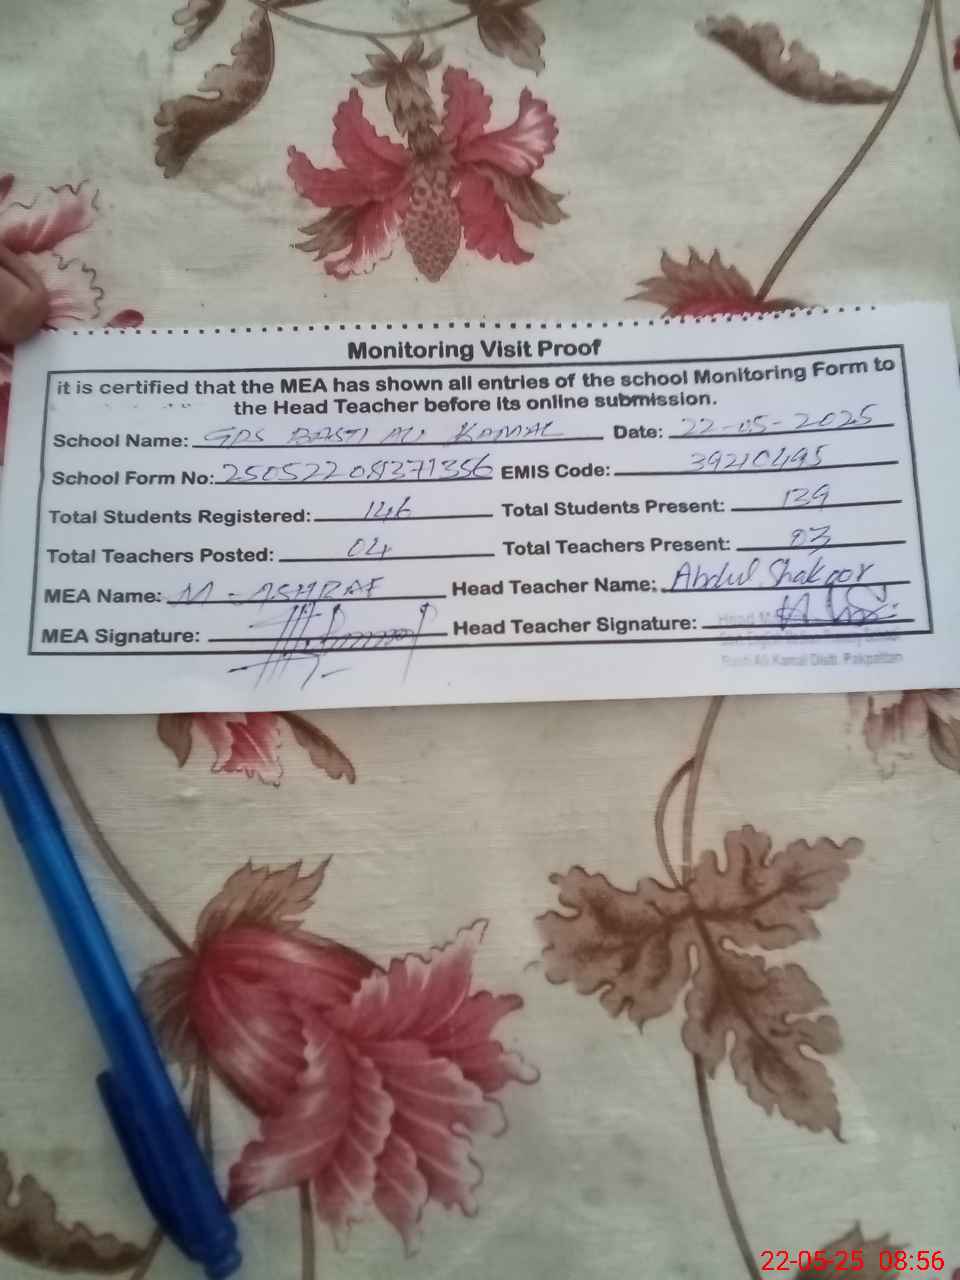 Monitoring Visit Proof
it is certified that the MEA has shown all entries of the school Monitoring Form to
the Head Teacher before its online submission.
School Name: GPS BASTI ALI KAMAL Date: 22-05-2025
School Form No: EMIS Code: 39210495
Total Students Registered: 146 Total Students Present: 139
Total Teachers Posted: 04 Total Teachers Present: 03
MEA Name: M-ASHRAF Head Teacher Name: Abdul Shakoor
MEA Signature: Head Teacher Signature:
Head
Basti Ali Kamal Distt. Pakpattan
22-05-25 08:56